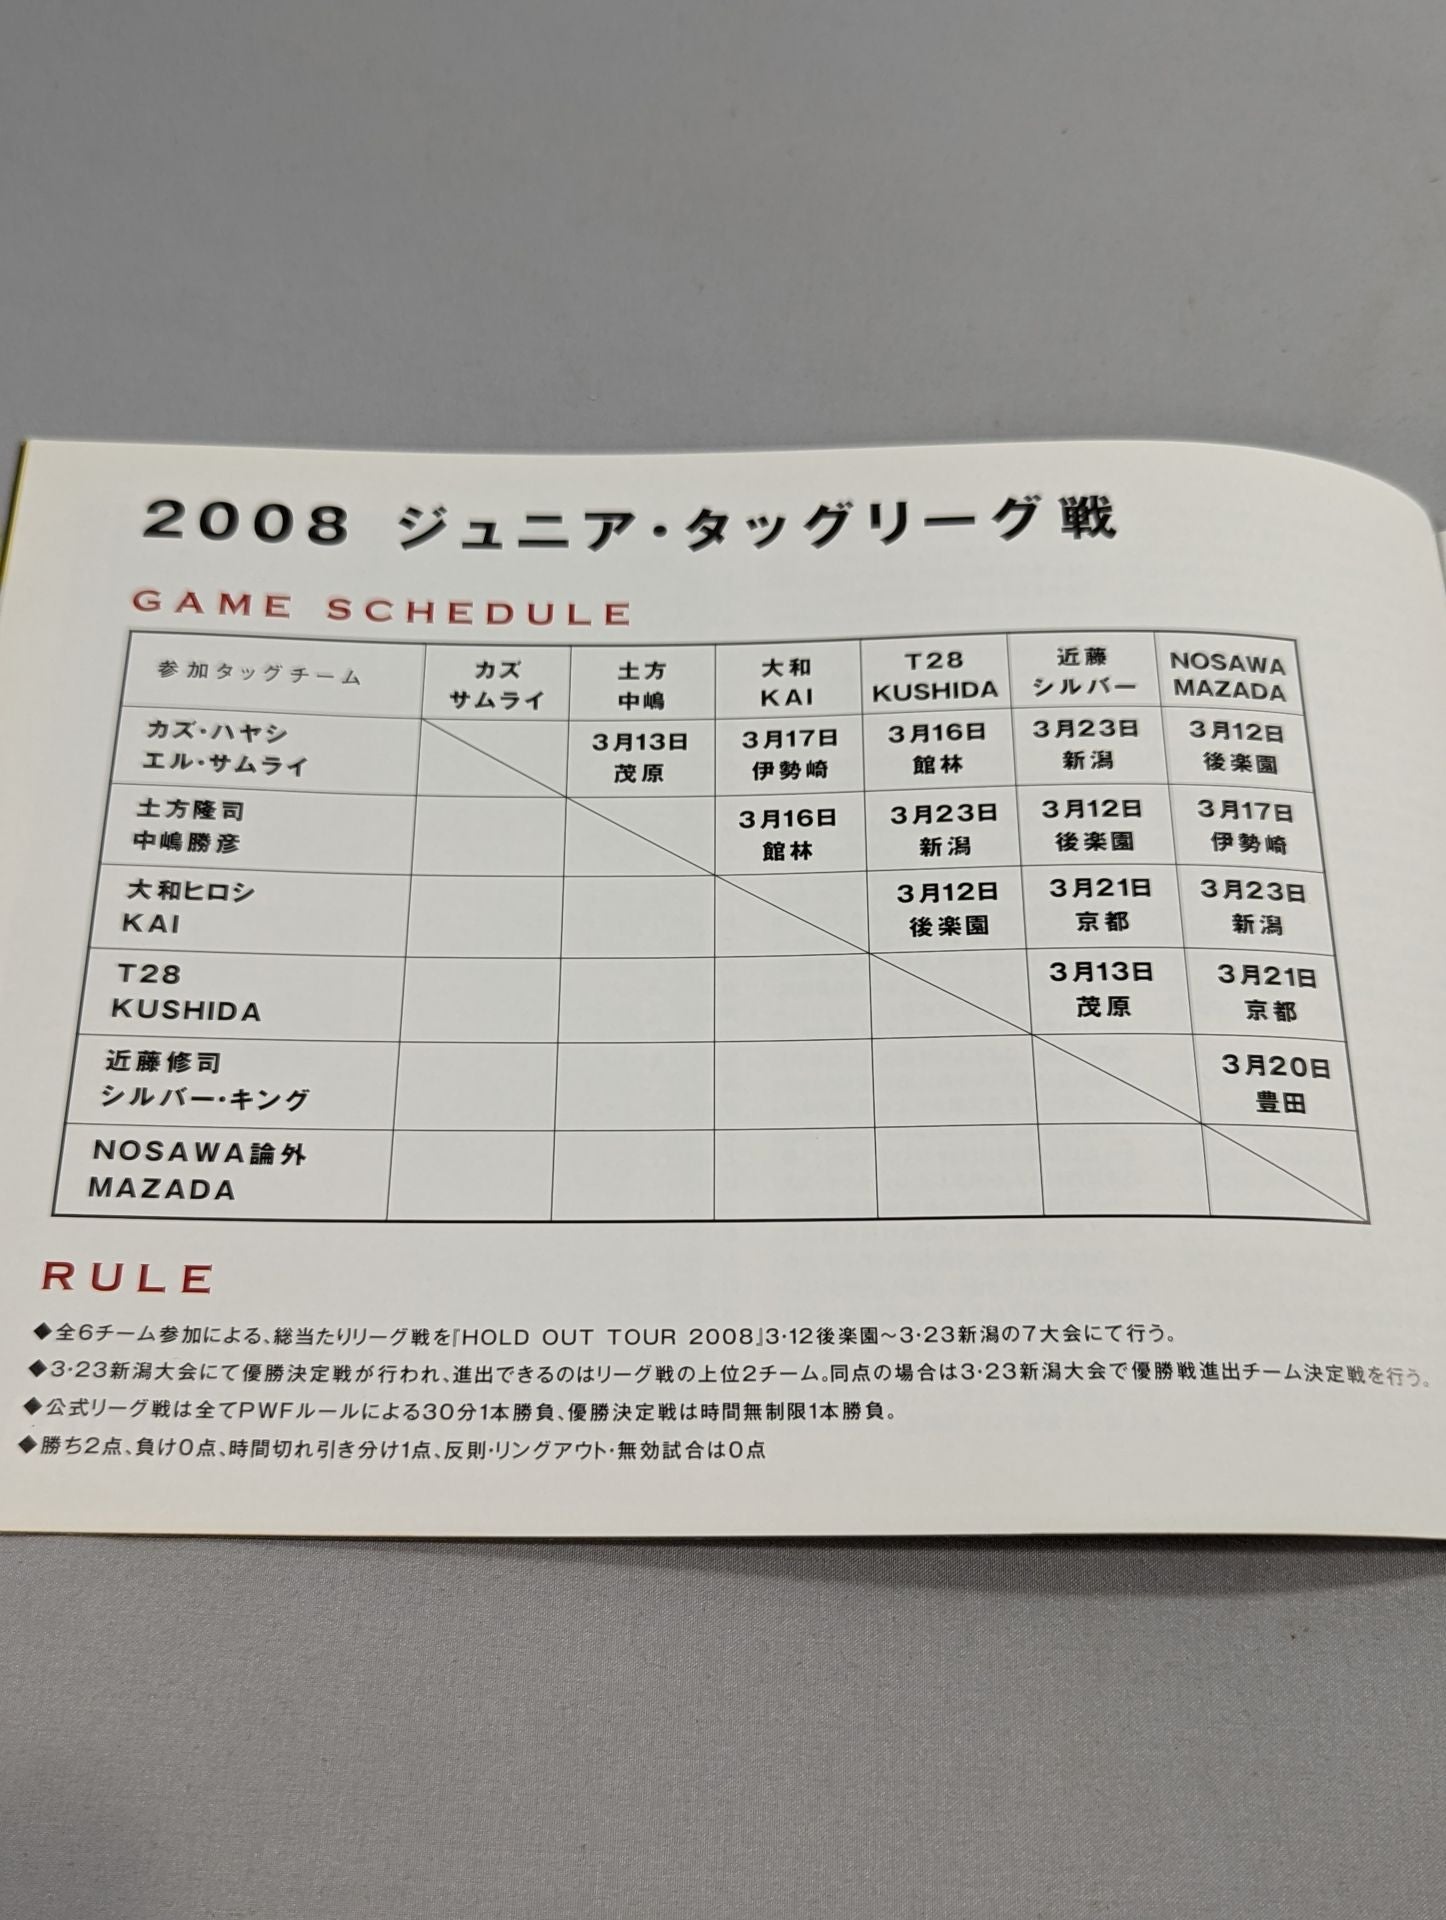 2008 ジュニア・タッグリーグ戦
GAME SCHEDULE
参加タッグチーム
カズ
サムライ
土方
中嶋
大和
KAI
T28
KUSHIDA
近藤
シルバー
NOSAWA
MAZADA
カズ・ハヤシ
エル・サムライ
3月13日
茂原
3月17日
伊勢崎
3月16日
館林
3月23日
新潟
3月12日
後楽園
土方隆司
中嶋勝彦
3月16日
館林
3月23日
新潟
3月12日
後楽園
3月17日
伊勢崎
大和ヒロシ
KAI
3月12日
後楽園
3月21日
京都
3月23日
新潟
T28
KUSHIDA
3月13日
茂原
3月21日
京都
近藤修司
シルバー・キング
3月20日
豊田
NOSAWA論外
MAZADA
RULE
◆全6チーム参加による、総当たりリーグ戦を『HOLD OUT TOUR 2008』3・12後楽園〜3・23新潟の7大会にて行う。
◆3・23新潟大会にて優勝決定戦が行われ、進出できるのはリーグ戦の上位2チーム。同点の場合は3・23新潟大会で優勝戦進出チーム決定戦を行う。
◆公式リーグ戦は全てPWFルールによる30分1本勝負、優勝決定戦は時間無制限1本勝負。
◆勝ち2点、負け0点、時間切れ引き分け1点、反則・リングアウト・無効試合は0点